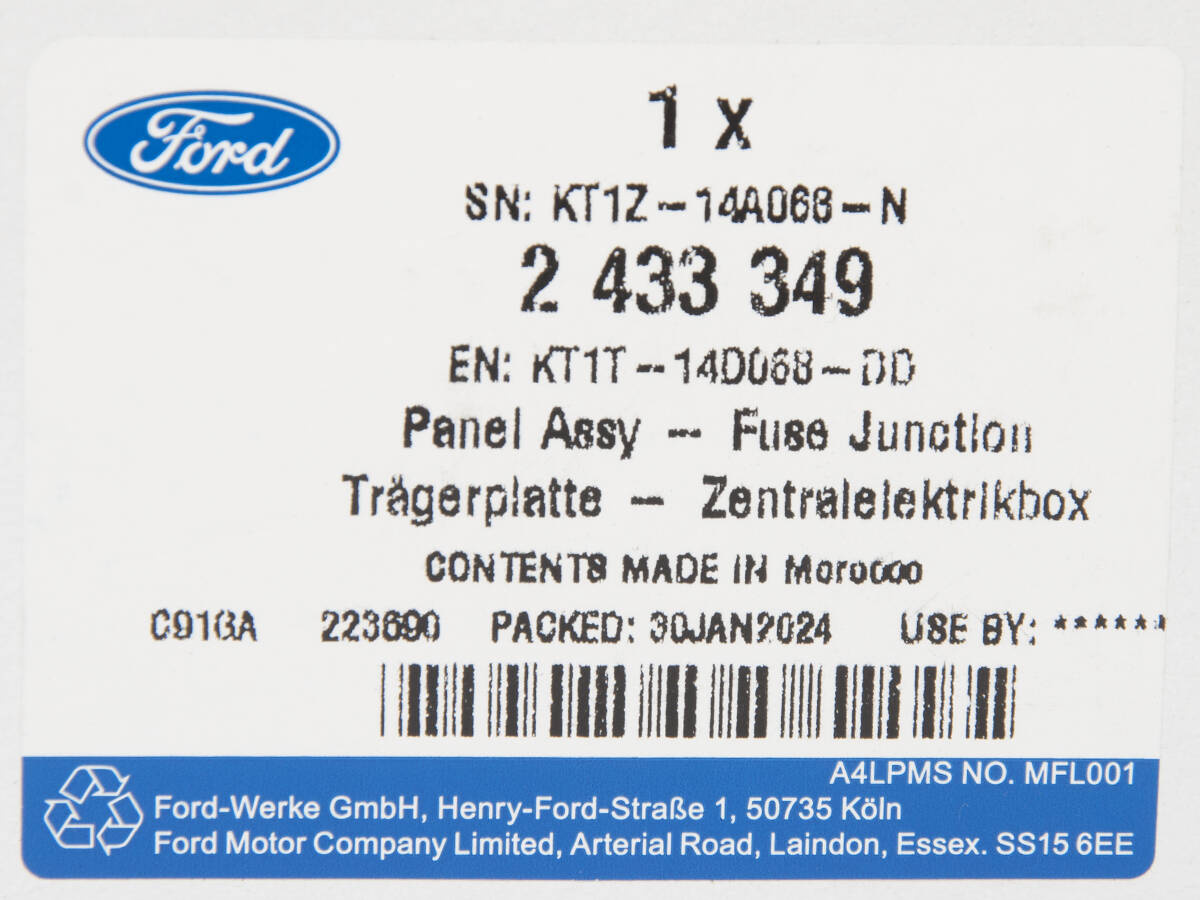 Ford
1 x
SN: KT1Z-14A068-N
2 433 349
EN: KT1T-14D068-DD
Panel Assy - Fuse Junction
Trägerplatte - Zentralelektrikbox
CONTENTS MADE IN Morocco
223690 PACKED: 30JAN2024 USE BY: ******
A4LPMS NO. MFL001
Ford-Werke GmbH, Henry-Ford-Straße 1, 50735 Köln
Ford Motor Company Limited, Arterial Road, Laindon, Essex. SS15 6EE